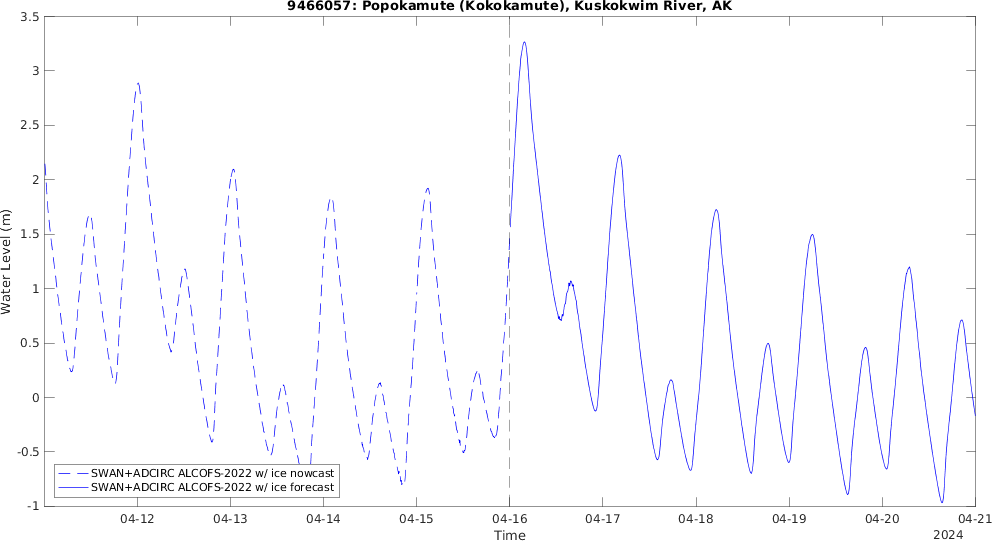 9466057: Popokamute (Kokokamute), Kuskokwim River, AK
3.5
3
2.5
2
1.5
1
0.5
0
-0.5
-1
Water Level (m)
SWAN+ADCIRC ALCOFS-2022 w/ ice nowcast
SWAN+ADCIRC ALCOFS-2022 w/ ice forecast
04-12 04-13 04-14 04-15 04-16 04-17 04-18 04-19 04-20 04-21
Time
2024